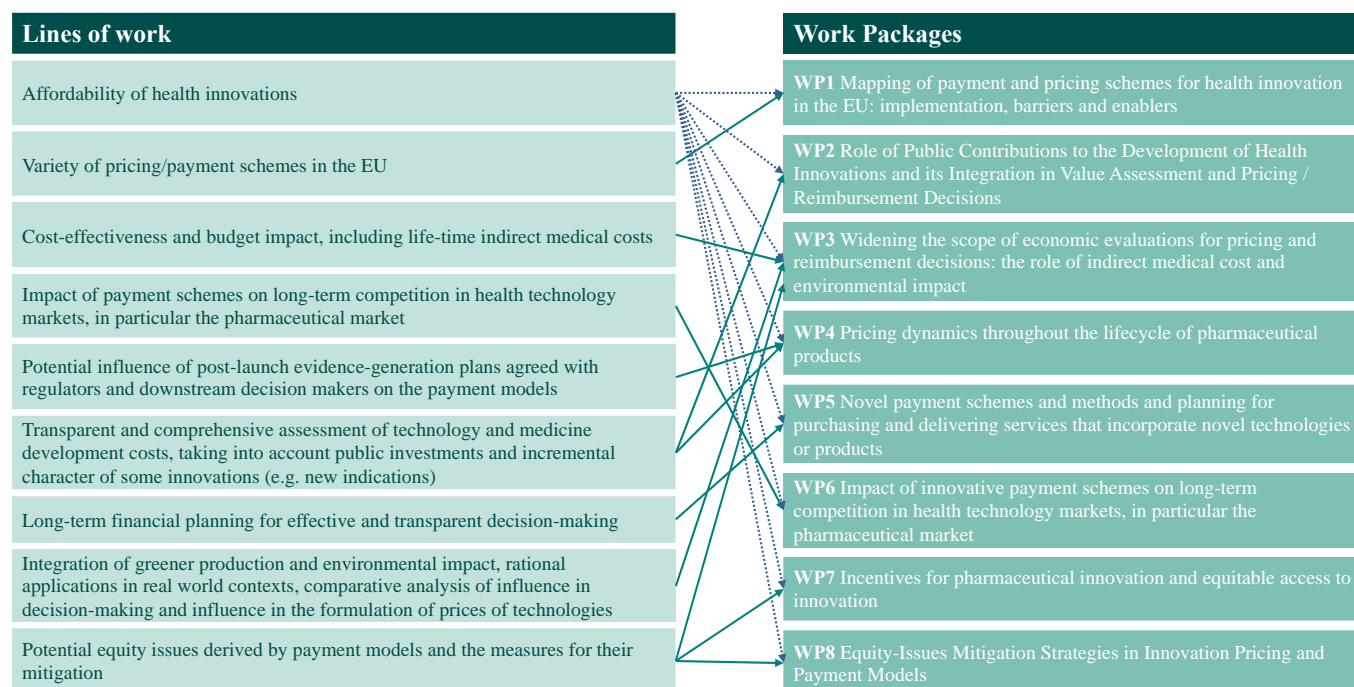 Lines of work
Affordability of health innovations
Variety of pricing/payment schemes in the EU
Cost-effectiveness and budget impact, including life-time indirect medical costs
Impact of payment schemes on long-term competition in health technology
markets, in particular the pharmaceutical market
Potential influence of post-launch evidence-generation plans agreed with
regulators and downstream decision makers on the payment models
Transparent and comprehensive assessment of technology and medicine
development costs, taking into account public investments and incremental
character of some innovations (e.g. new indications)
Long-term financial planning for effective and transparent decision-making
Integration of greener production and environmental impact, rational
applications in real world contexts, comparative analysis of influence in
decision-making and influence in the formulation of prices of technologies
Potential equity issues derived by payment models and the measures for their
mitigation
Work Packages
WP1 Mapping of payment and pricing schemes for health innovation
in the EU: implementation, barriers and enablers
WP2 Role of Public Contributions to the Development of Health
Innovations and its Integration in Value Assessment and Pricing /
Reimbursement Decisions
WP3 Widening the scope of economic evaluations for pricing and
reimbursement decisions: the role of indirect medical cost and
environmental impact
WP4 Pricing dynamics throughout the lifecycle of pharmaceutical
products
WP5 Novel payment schemes and methods and planning for
purchasing and delivering services that incorporate novel technologies
or products
WP6 Impact of innovative payment schemes on long-term
competition in health technology markets, in particular the
pharmaceutical market
WP7 Incentives for pharmaceutical innovation and equitable access to
innovation
WP8 Equity-Issues Mitigation Strategies in Innovation Pricing and
Payment Models